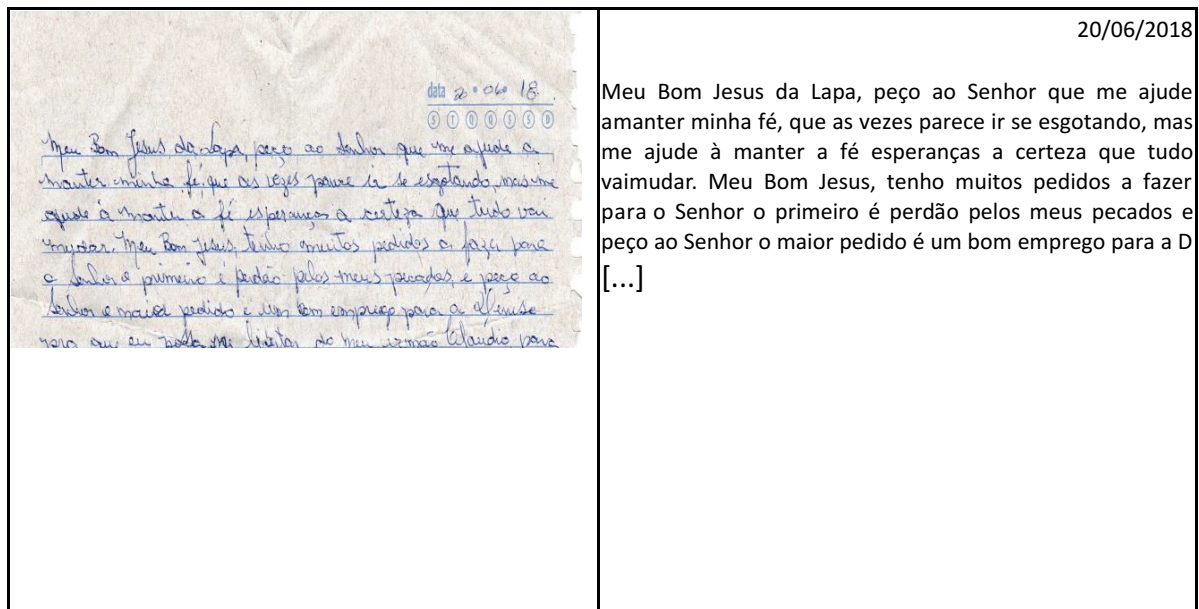 data 20 06 18
S T Q Q S S D
Meu Bom Jesus da Lapa, peço ao Senhor que me ajude a
manter minha fé, que as vezes parece ir se esgotando, mas me
ajude à manter a fé esperanças a certeza que tudo vai
mudar. Meu Bom Jesus, tenho muitos pedidos a fazer para
o Senhor o primeiro é perdão pelos meus pecados, e peço ao
Senhor o maior pedido é um bom emprego para a Denise
para que eu possa me libertar do meu irmão Claudio para
20/06/2018
Meu Bom Jesus da Lapa, peço ao Senhor que me ajude
amanter minha fé, que as vezes parece ir se esgotando, mas
me ajude à manter a fé esperanças a certeza que tudo
vaimudar. Meu Bom Jesus, tenho muitos pedidos a fazer
para o Senhor o primeiro é perdão pelos meus pecados e
peço ao Senhor o maior pedido é um bom emprego para a D
[...]